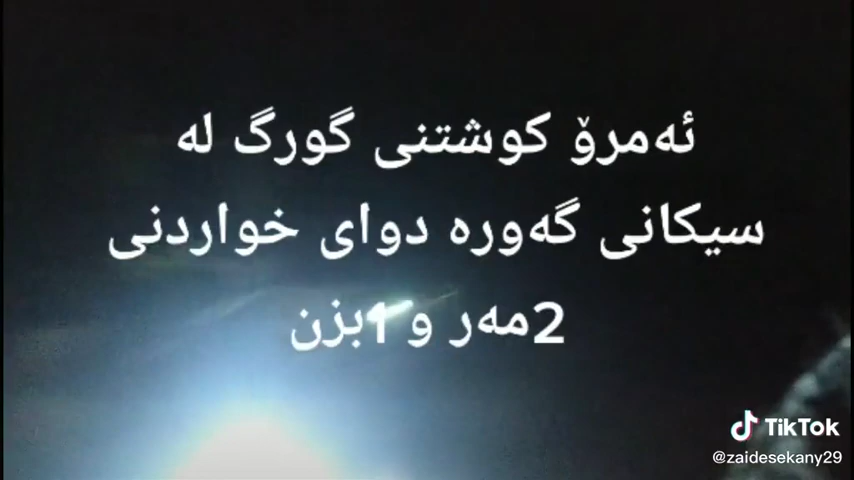 ئەمرۆ کوشتنی گورگ لە
سیکانی گەورە دوای خواردنی
2مەر و 1بزن
TikTok
@zaidesekany29